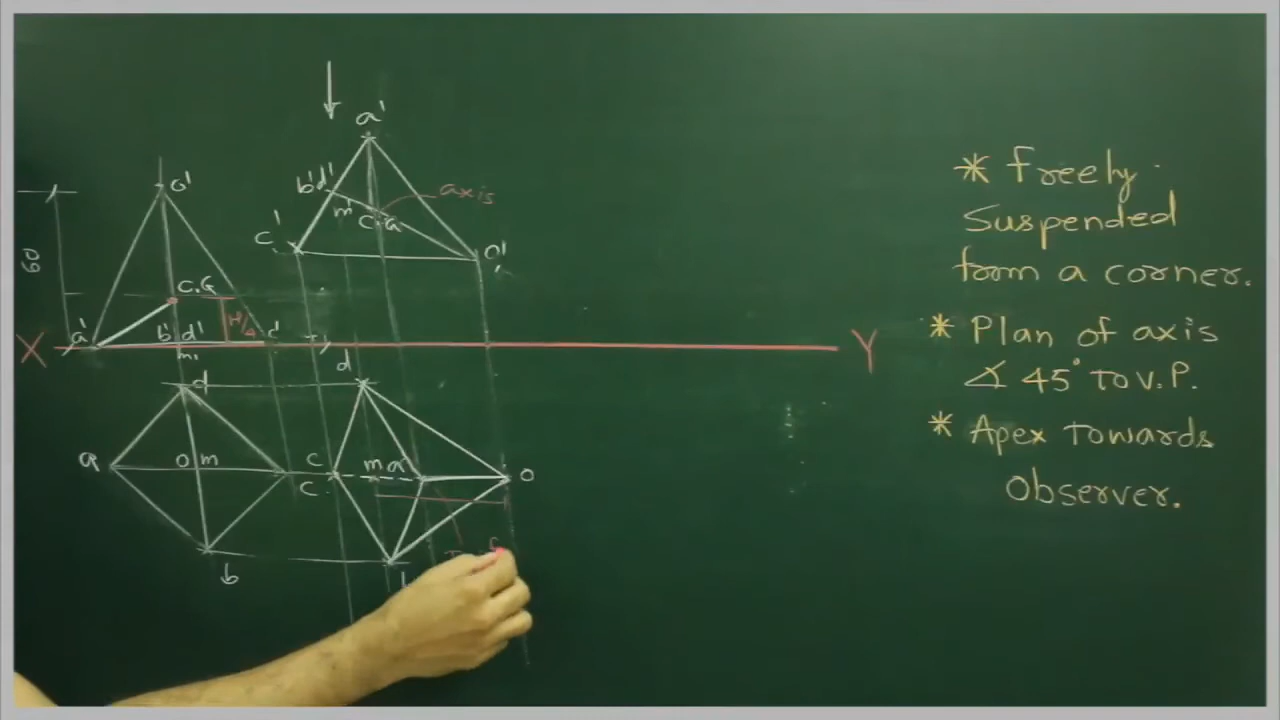 a'
b'd'
axis
m'
C.G
c'
o'
o'
60
C.G
H/4
a'
b' d'
c'
m'
X
Y
d
d
a
o m
c
c
m a
o
b
* freely
Suspended
form a corner.
* Plan of axis
∡ 45° TO V.P.
* Apex Towards
Observer.